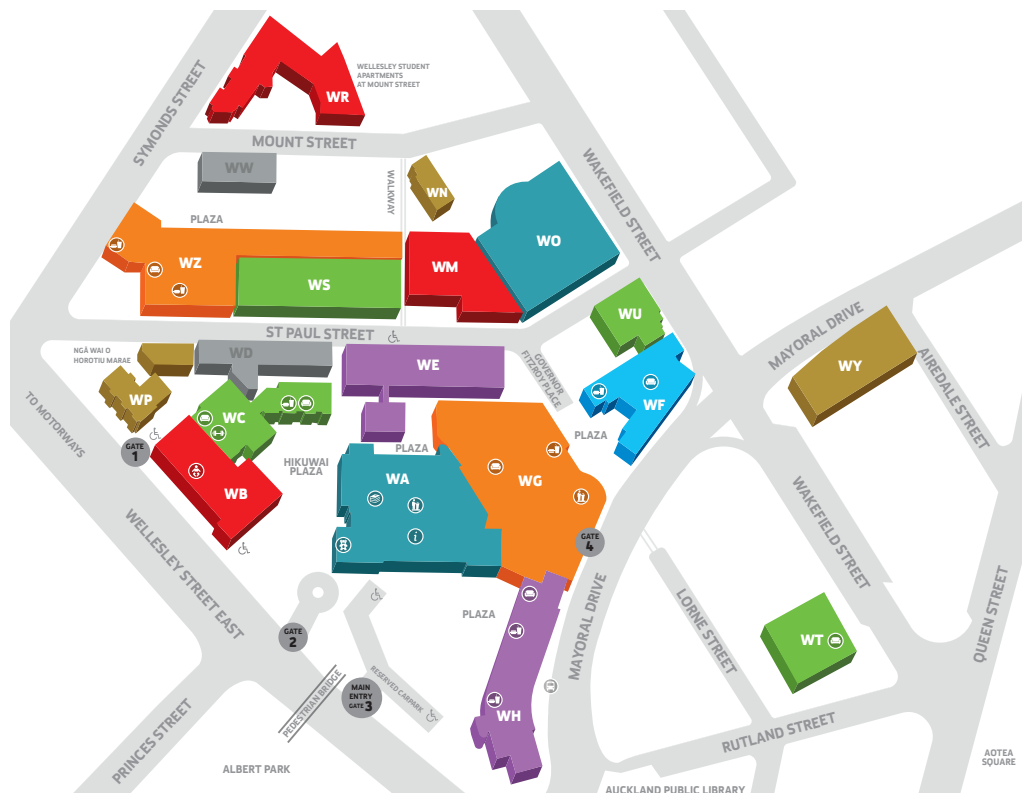 WR
WELLESLEY STUDENT
APARTMENTS
AT MOUNT STREET
SYMONDS STREET
MOUNT STREET
WW
WALKWAY
WN
WAKEFIELD STREET
PLAZA
WO
WZ
WM
WS
WU
ST PAUL STREET
MAYORAL DRIVE
NGĀ WAI O
HOROTIU MARAE
WD
WE
GOVERNOR
FITZROY PLACE
WY
AIREDALE STREET
WP
WC
WF
TO MOTORWAYS
GATE
1
PLAZA
PLAZA
HIKUWAI
PLAZA
WA
WG
WB
i
GATE
4
WAKEFIELD STREET
WELLESLEY STREET EAST
PLAZA
MAYORAL DRIVE
LORNE STREET
QUEEN STREET
GATE
2
WT
MAIN
ENTRY
GATE 3
RESERVED CARPARK
PEDESTRIAN BRIDGE
PRINCES STREET
WH
RUTLAND STREET
ALBERT PARK
AOTEA
SQUARE
AUCKLAND PUBLIC LIBRARY